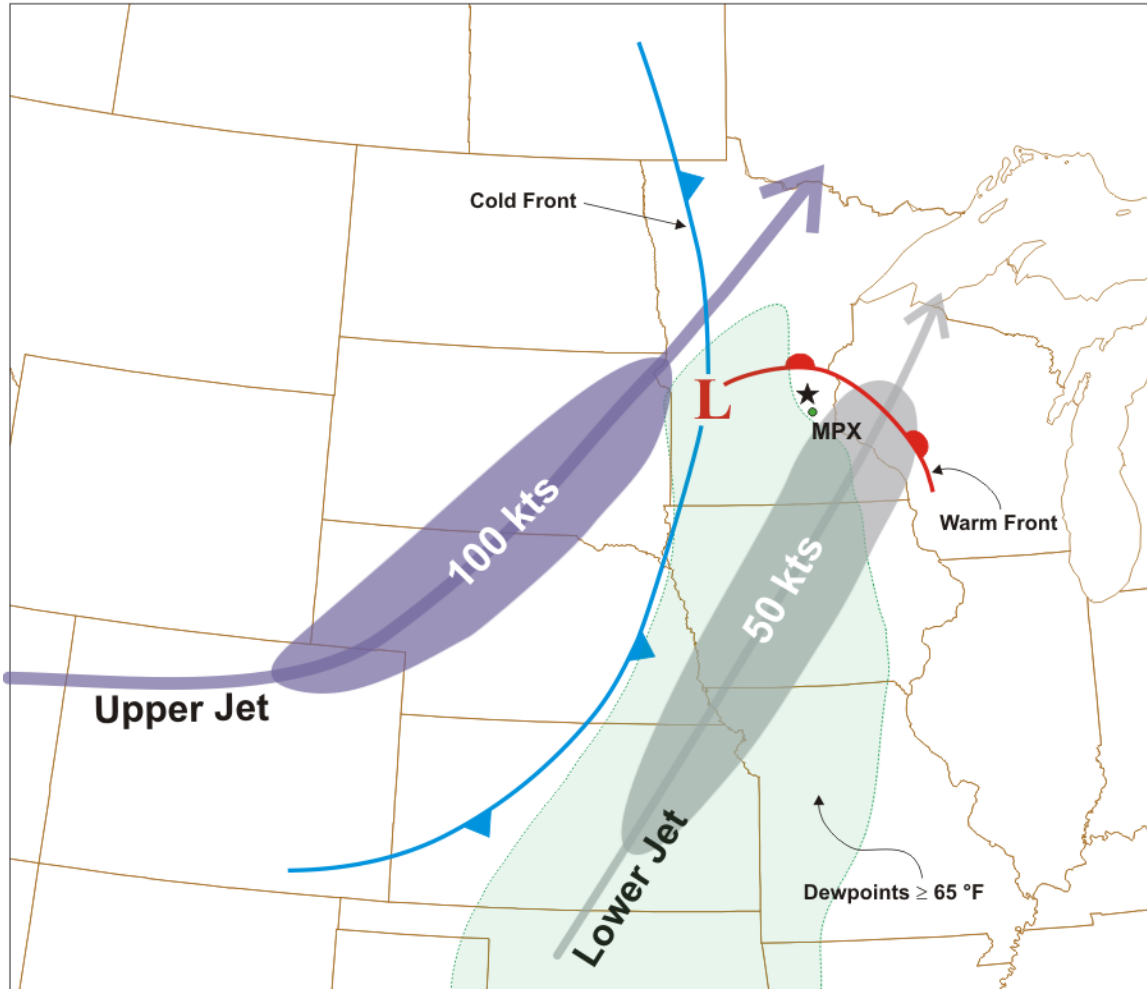 Cold Front
L
MPX
100 kts
50 kts
Warm Front
Upper Jet
Lower Jet
Dewpoints ≥ 65 °F